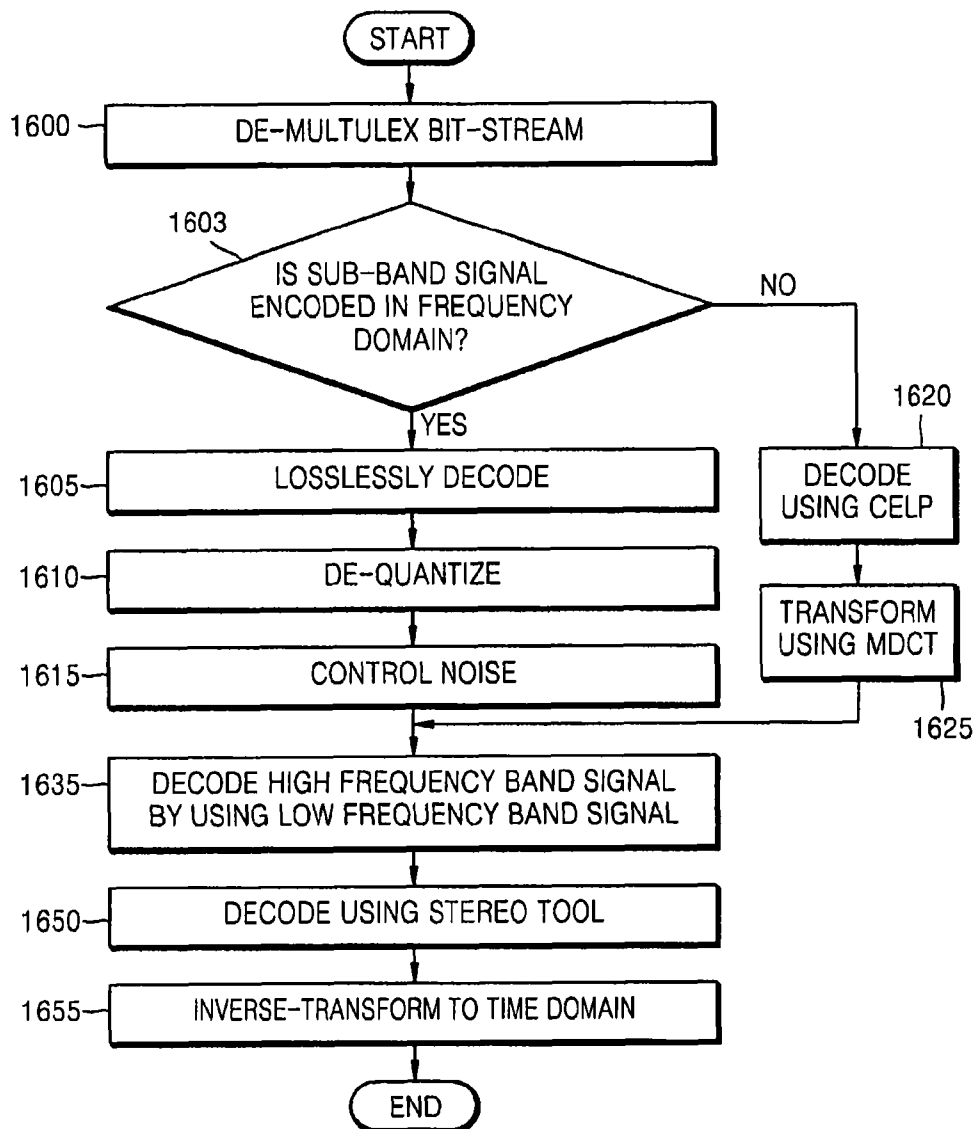 START
1600
DE-MULTULEX BIT-STREAM
1603
IS SUB-BAND SIGNAL
ENCODED IN FREQUENCY
DOMAIN?
NO
YES
1605
LOSSLESSLY DECODE
1620
DECODE
USING CELP
1610
DE-QUANTIZE
TRANSFORM
USING MDCT
1615
CONTROL NOISE
1625
1635
DECODE HIGH FREQUENCY BAND SIGNAL
BY USING LOW FREQUENCY BAND SIGNAL
1650
DECODE USING STEREO TOOL
1655
INVERSE-TRANSFORM TO TIME DOMAIN
END